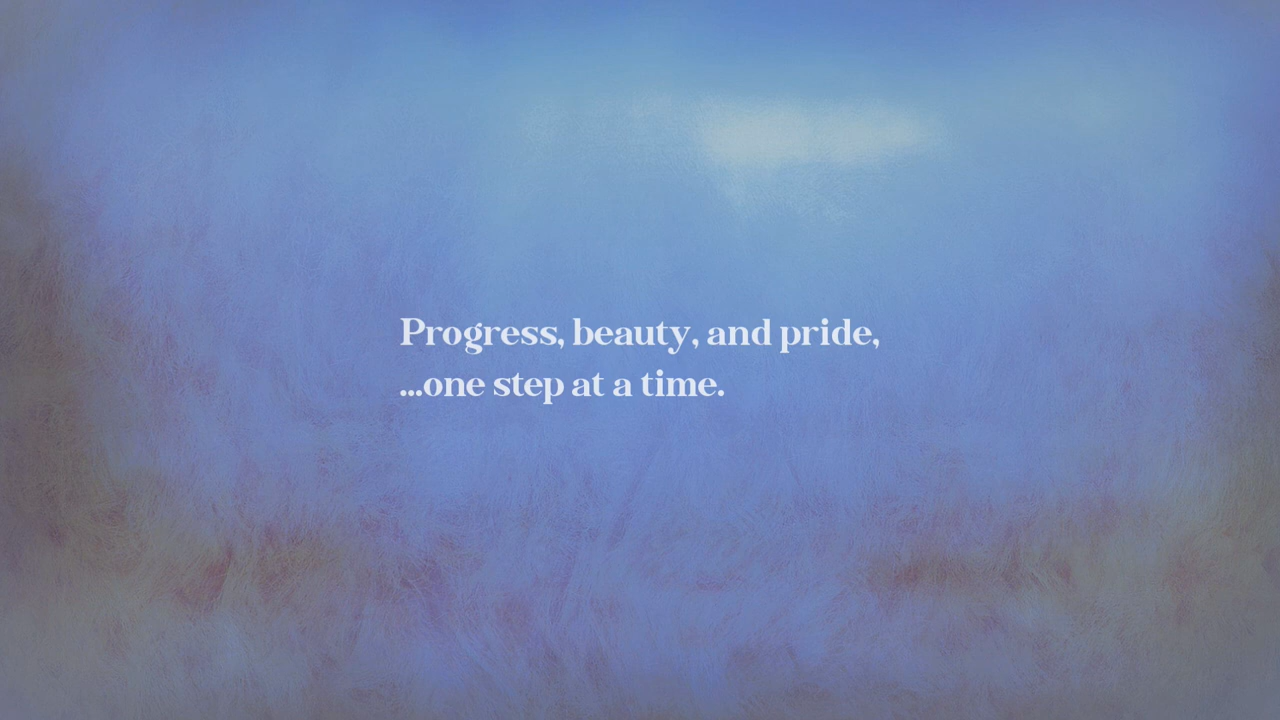 Progress, beauty, and pride,
...one step at a time.